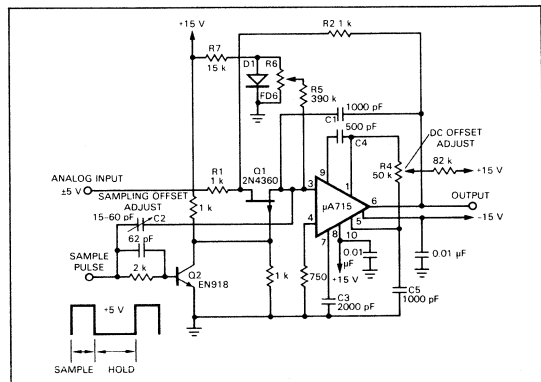 R2 1 k
+15 V
R7
15 k
D1
R6
FD6
R5
390 k
1000 pF
C1
500 pF
C4
DC OFFSET
ADJUST
R4
50 k
82 k
+15 V
ANALOG INPUT
±5 V
R1
1 k
Q1
2N4360
SAMPLING OFFSET
ADJUST
15-60 pF
C2
1 k
62 pF
SAMPLE
PULSE
2 k
Q2
EN918
1 k
9
1
3
μA715
6
4
5
7
8
10
OUTPUT
-15 V
0.01
μF
+15 V
0.01 μF
750
C3
2000 pF
C5
1000 pF
+5 V
SAMPLE
HOLD